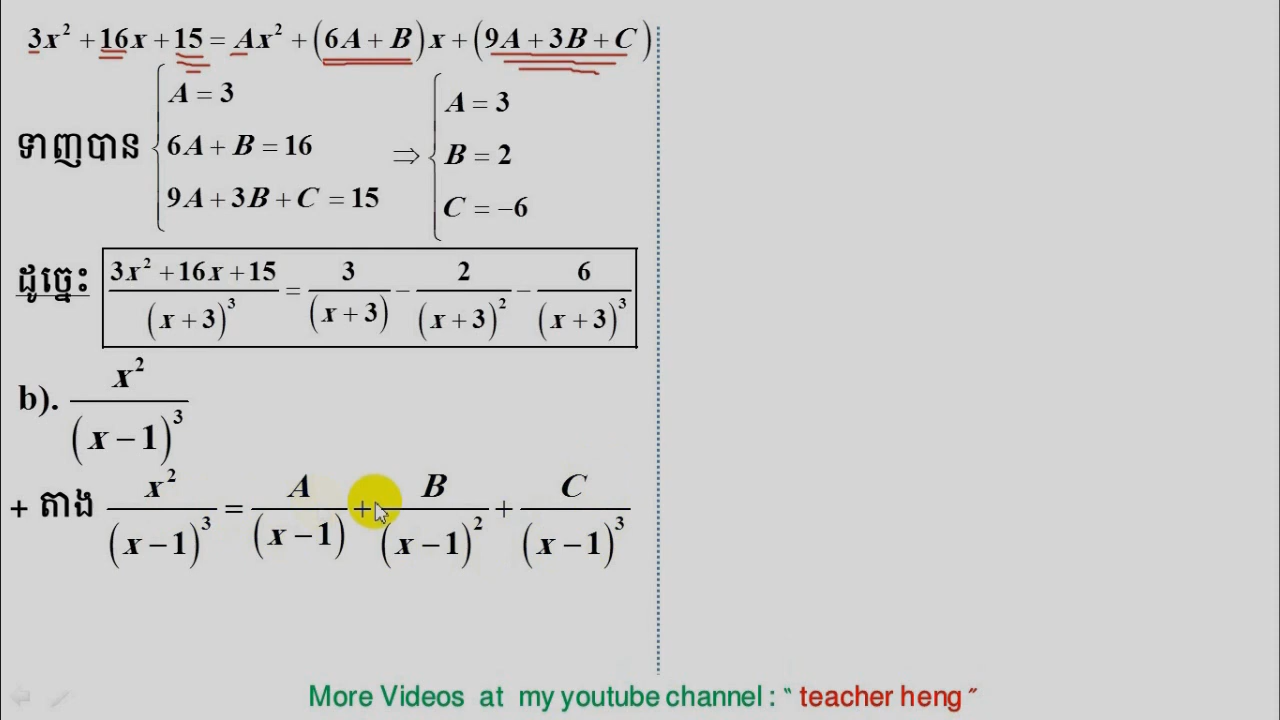 3x² + 16x + 15 = Ax² + (6A + B)x + (9A + 3B + C)
ទាញបាន { A = 3 ; 6A + B = 16 ; 9A + 3B + C = 15 ⇒ { A = 3 ; B = 2 ; C = −6
ដូច្នេះ (3x² + 16x + 15)/(x + 3)³ = 3/(x + 3) − 2/(x + 3)² − 6/(x + 3)³
b). x²/(x − 1)³
+ តាង x²/(x − 1)³ = A/(x − 1) + B/(x − 1)² + C/(x − 1)³
More Videos at my youtube channel : “ teacher heng ”